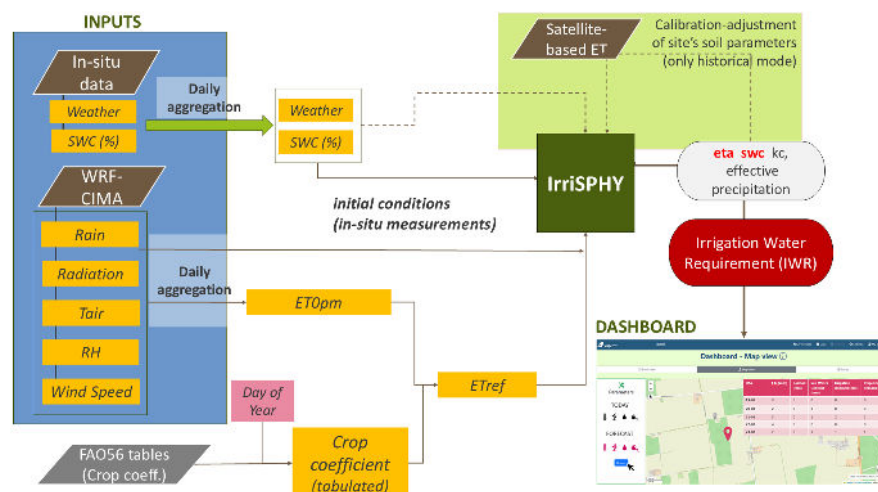 INPUTS
In-situ
data
Weather
SWC (%)
Daily
aggregation
Weather
SWC (%)
Satellite-
based ET
Calibration-adjustment
of site's soil parameters
(only historical mode)
IrriSPHY
eta swc kc,
effective
precipitation
WRF-
CIMA
Rain
Radiation
Tair
RH
Wind Speed
initial conditions
(in-situ measurements)
Daily
aggregation
ET0pm
ETref
Irrigation Water
Requirement (IWR)
DASHBOARD
Dashboard - Map view
Parameters
TODAY
FORECAST
Day of
Year
FAO56 tables
(Crop coeff.)
Crop
coefficient
(tabulated)